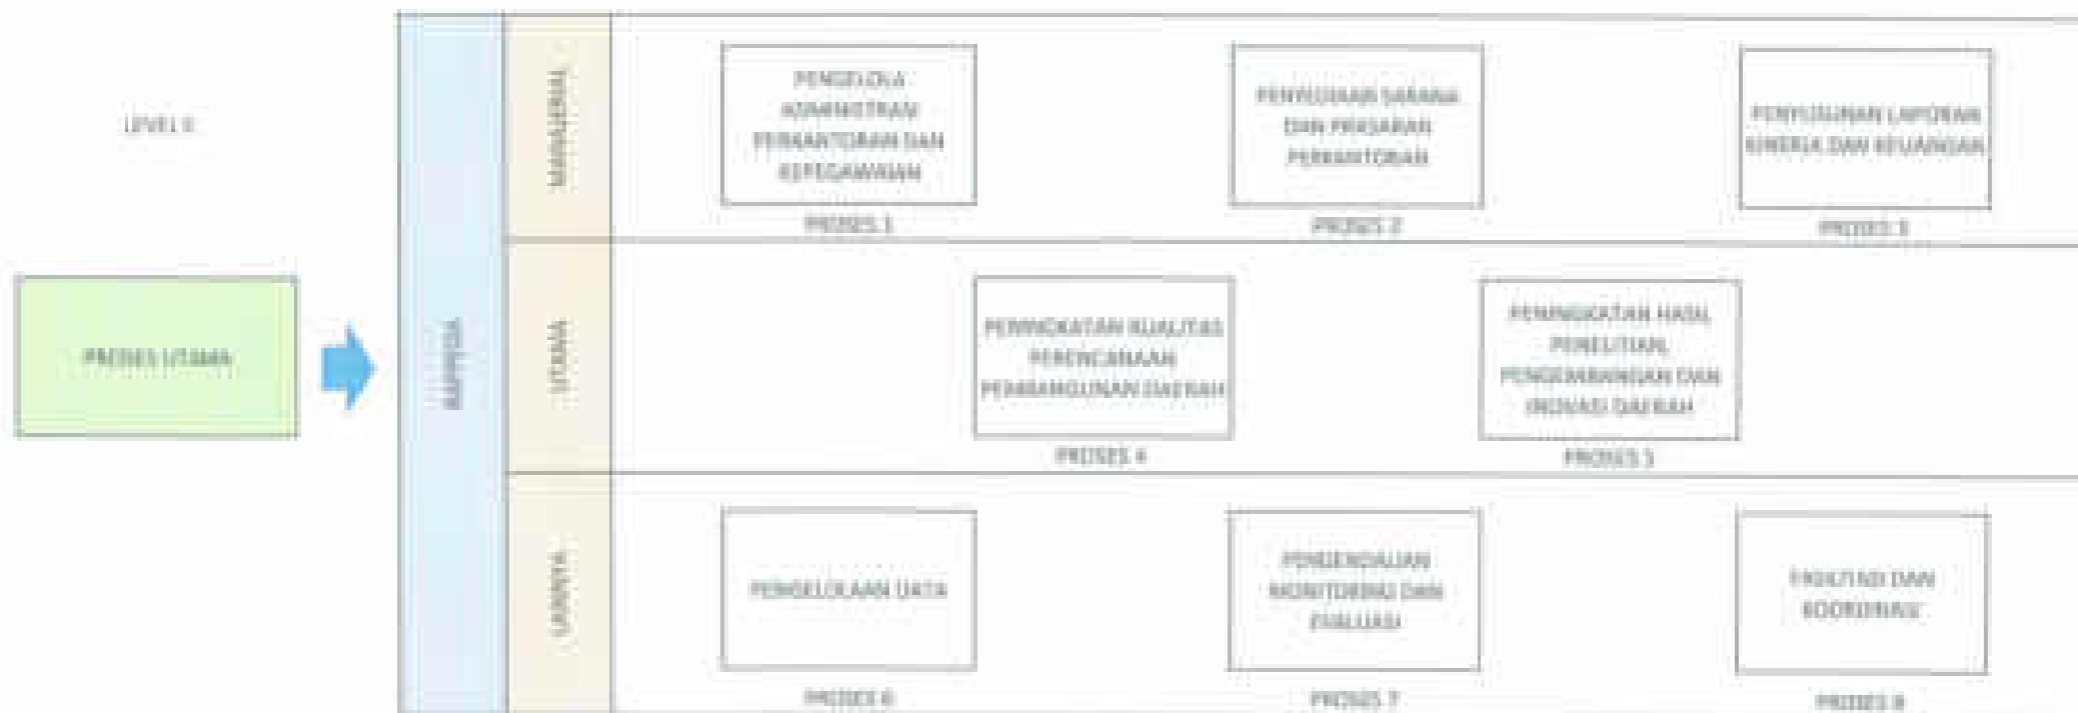 LEVEL
MANAJERIAL
PENGELOLA
ADMINISTRASI
PERKANTORAN DAN
KEPEGAWAIAN
PROSES 1
PENYEDIAAN SARANA
DAN PRASARAN
PERKANTORAN
PROSES 2
PENYUSUNAN LAPORAN
KINERJA DAN KEUANGAN
PROSES 3
PROSES UTAMA
BAPPEDA
UTAMA
PENINGKATAN KUALITAS
PERENCANAAN
PEMBANGUNAN DAERAH
PROSES 4
PENINGKATAN HASIL
PENELITIAN,
PENGEMBANGAN DAN
INOVASI DAERAH
PROSES 5
LAINNYA
PENGELOLAAN DATA
PROSES 6
PENGENDALIAN
MONITORING DAN
EVALUASI
PROSES 7
FASILITASI DAN
KOORDINASI
PROSES 8